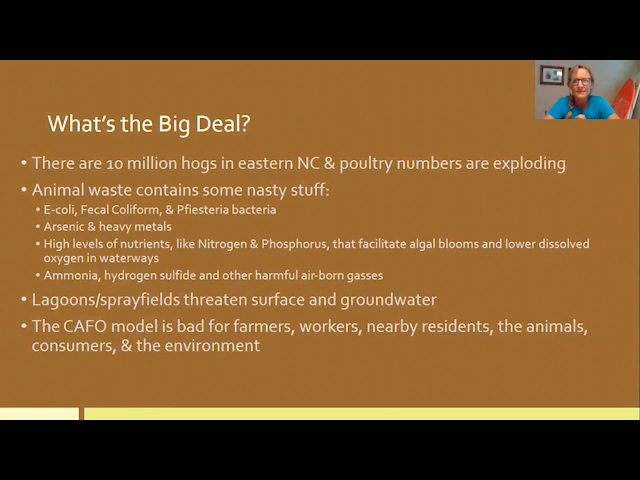 What's the Big Deal?
• There are 10 million hogs in eastern NC & poultry numbers are exploding
• Animal waste contains some nasty stuff:
• E-coli, Fecal Coliform, & Pfiesteria bacteria
• Arsenic & heavy metals
• High levels of nutrients, like Nitrogen & Phosphorus, that facilitate algal blooms and lower dissolved
oxygen in waterways
• Ammonia, hydrogen sulfide and other harmful air-born gasses
• Lagoons/sprayfields threaten surface and groundwater
• The CAFO model is bad for farmers, workers, nearby residents, the animals,
consumers, & the environment